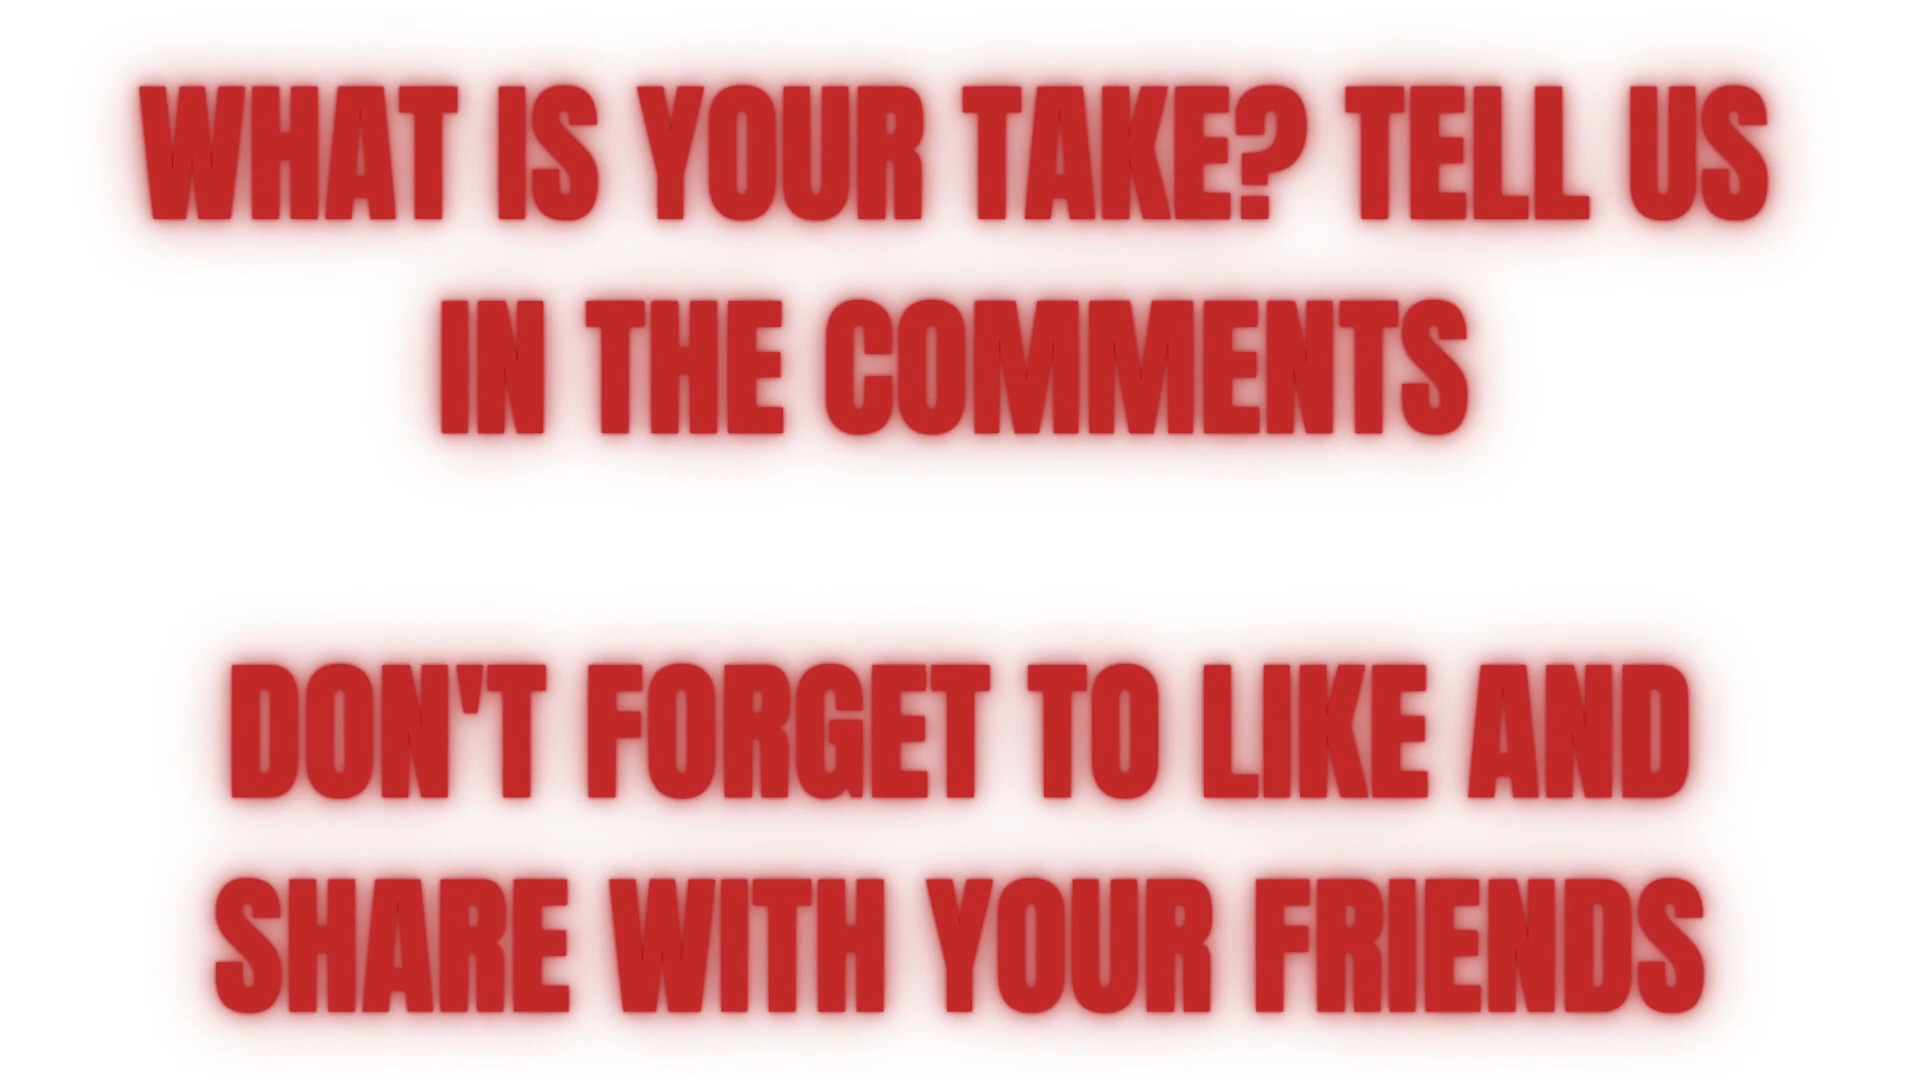 WHAT IS YOUR TAKE? TELL US
IN THE COMMENTS
DON'T FORGET TO LIKE AND
SHARE WITH YOUR FRIENDS